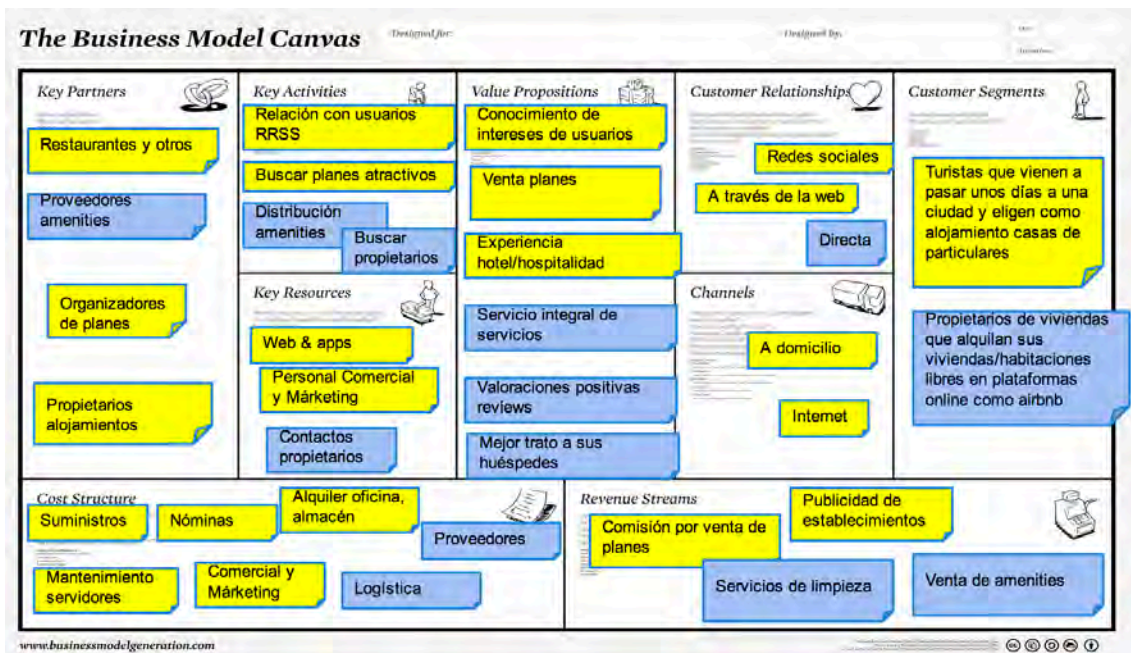 The Business Model Canvas
Designed for:
Designed by:
Key Partners
Restaurantes y otros
Proveedores
amenities
Organizadores
de planes
Propietarios
alojamientos
Key Activities
Relación con usuarios
RRSS
Buscar planes atractivos
Distribución
amenities
Buscar
propietarios
Key Resources
Web & apps
Personal Comercial
y Márketing
Contactos
propietarios
Value Propositions
Conocimiento de
intereses de usuarios
Venta planes
Experiencia
hotel/hospitalidad
Servicio integral de
servicios
Valoraciones positivas
reviews
Mejor trato a sus
huéspedes
Customer Relationships
Redes sociales
A través de la web
Directa
Channels
A domicilio
Internet
Customer Segments
Turistas que vienen a
pasar unos días a una
ciudad y eligen como
alojamiento casas de
particulares
Propietarios de viviendas
que alquilan sus
viviendas/habitaciones
libres en plataformas
online como airbnb
Cost Structure
Suministros
Nóminas
Alquiler oficina,
almacén
Proveedores
Mantenimiento
servidores
Comercial y
Márketing
Logística
Revenue Streams
Comisión por venta de
planes
Publicidad de
establecimientos
Servicios de limpieza
Venta de amenities
www.businessmodelgeneration.com